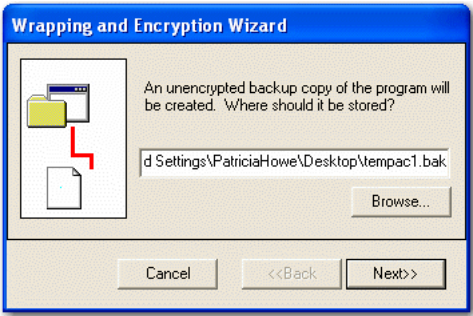 Wrapping and Encryption Wizard
An unencrypted backup copy of the program will
be created. Where should it be stored?
d Settings\PatriciaHowe\Desktop\tempac1.bak
Browse...
Cancel
<<Back
Next>>